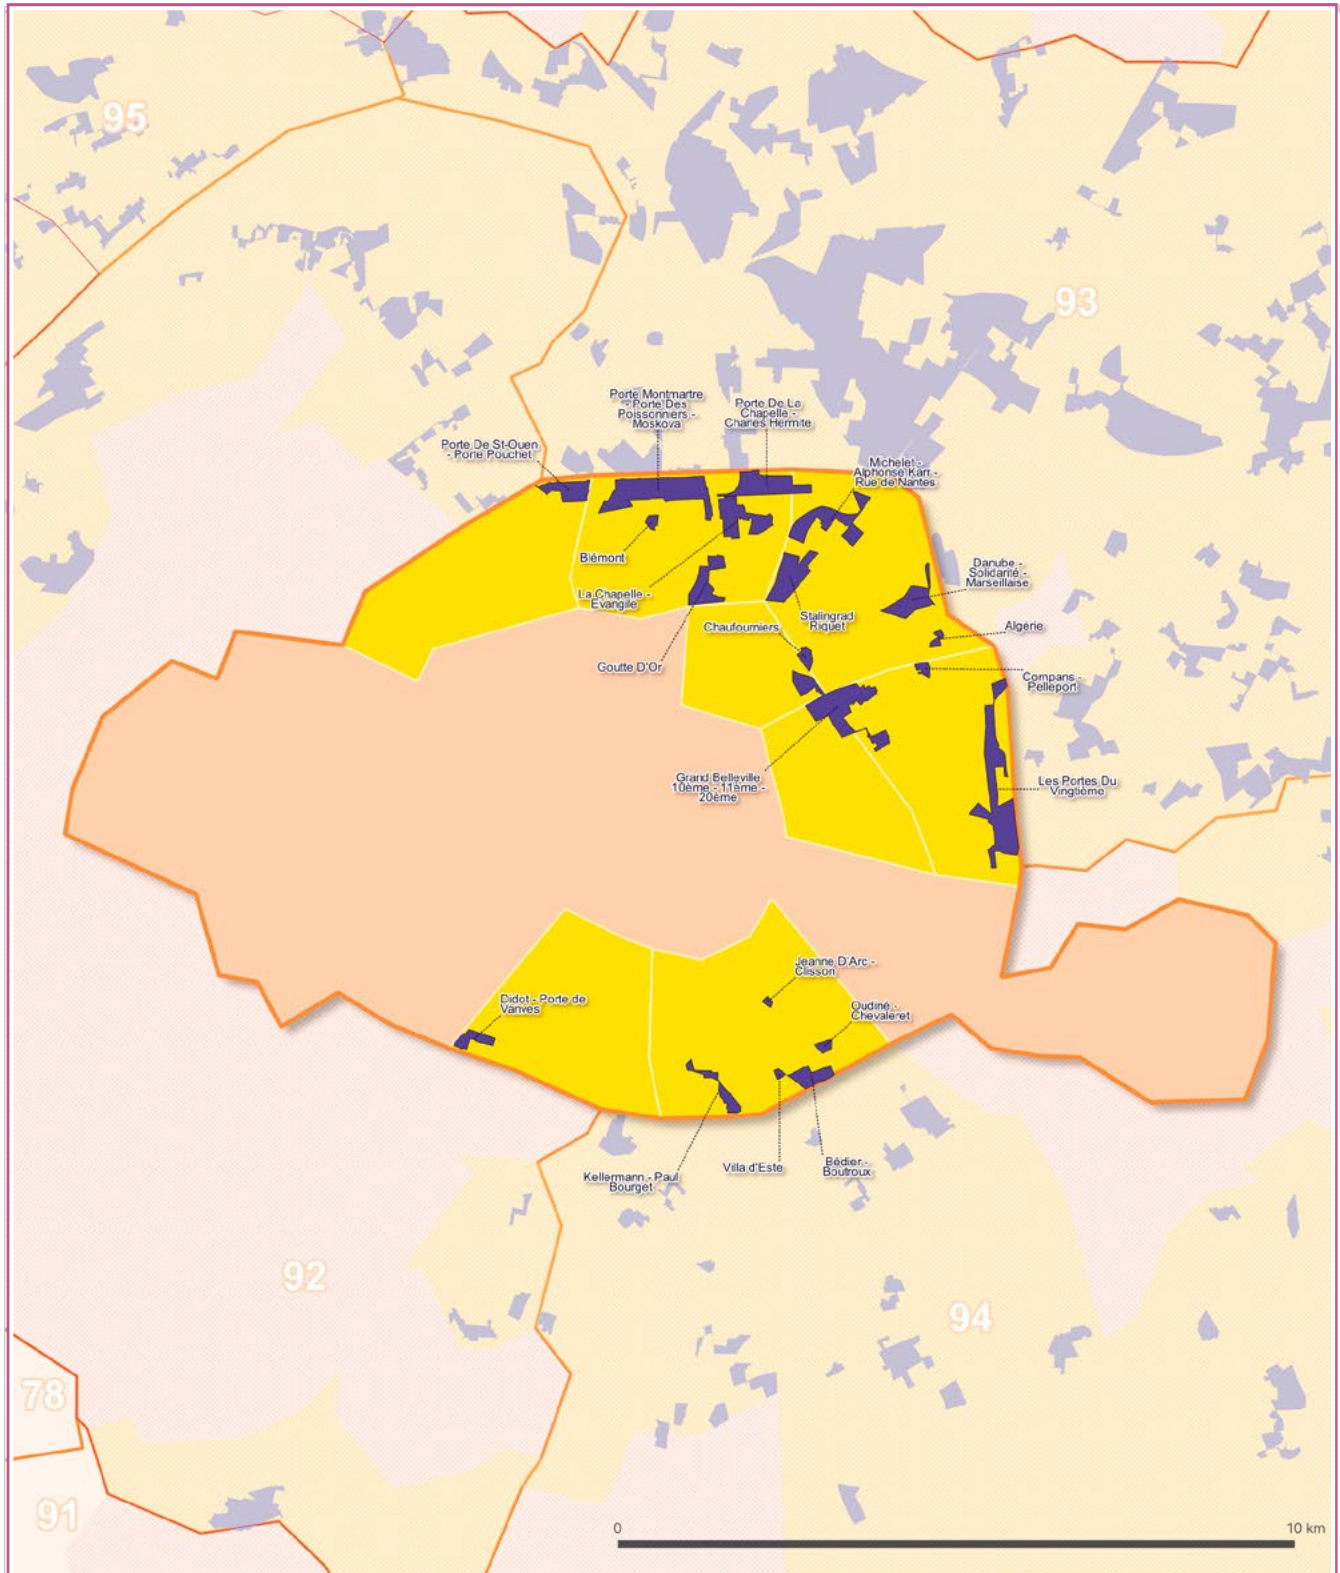 95
93
Porte Montmartre
- Porte Des
Poissonniers -
Moskova
Porte De La
Chapelle -
Charles Hermite
Porte De St-Ouen
- Porte Pouchet
Michelet -
Alphonse Karr -
Rue de Nantes
Blémont
La Chapelle -
Evangile
Danube -
Solidarité -
Marseillaise
Stalingrad
Riquet
Chaufourniers
Algérie
Goutte D'Or
Compans -
Pelleport
Grand Belleville
10ème - 11ème -
20ème
Les Portes Du
Vingtième
Jeanne D'Arc -
Clisson
Didot - Porte de
Vanves
Oudiné -
Chevaleret
Kellermann - Paul
Bourget
Villa d'Este
Bédier -
Boutroux
92
94
78
91
0
10 km